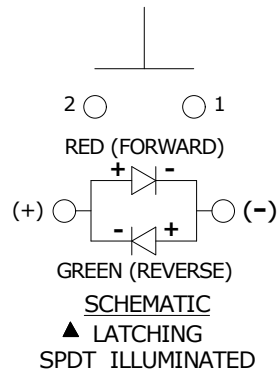 2 1
RED (FORWARD)
+ -
(+) (-)
- +
GREEN (REVERSE)
SCHEMATIC
▲ LATCHING
SPDT ILLUMINATED